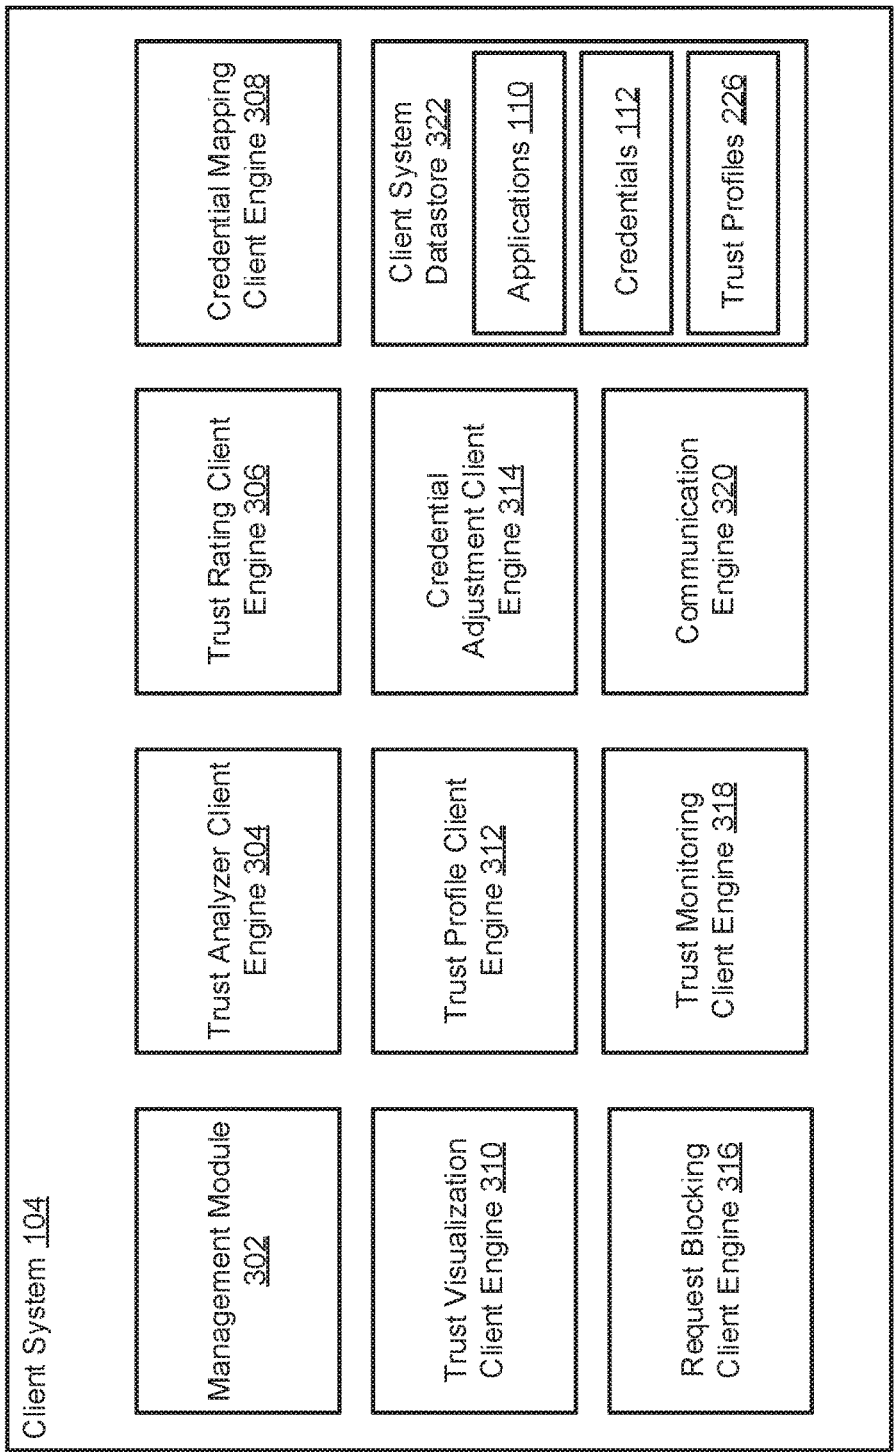 Client System 104
Management Module
302
Trust Analyzer Client
Engine 304
Trust Rating Client
Engine 306
Credential Mapping
Client Engine 308
Trust Visualization
Client Engine 310
Trust Profile Client
Engine 312
Credential
Adjustment Client
Engine 314
Client System
Datastore 322
Applications 110
Credentials 112
Trust Profiles 226
Request Blocking
Client Engine 316
Trust Monitoring
Client Engine 318
Communication
Engine 320